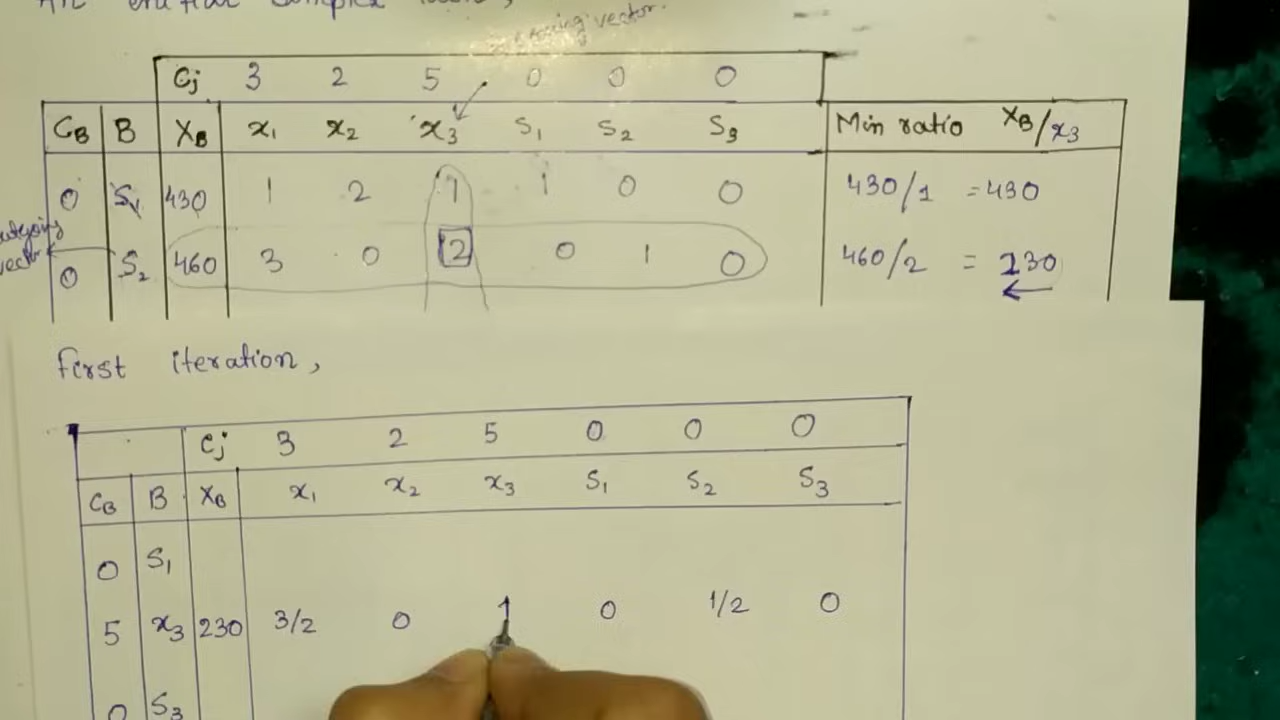 Cj 3 2 5 0 0 0
CB B XB x1 x2 x3 S1 S2 S3 Min ratio XB/x3
0 S1 430 1 2 1 1 0 0 430/1 = 430
0 S2 460 3 0 2 0 1 0 460/2 = 230
first iteration,
Cj 3 2 5 0 0 0
CB B XB x1 x2 x3 S1 S2 S3
0 S1
5 x3 230 3/2 0 1 0 1/2 0
0 S3